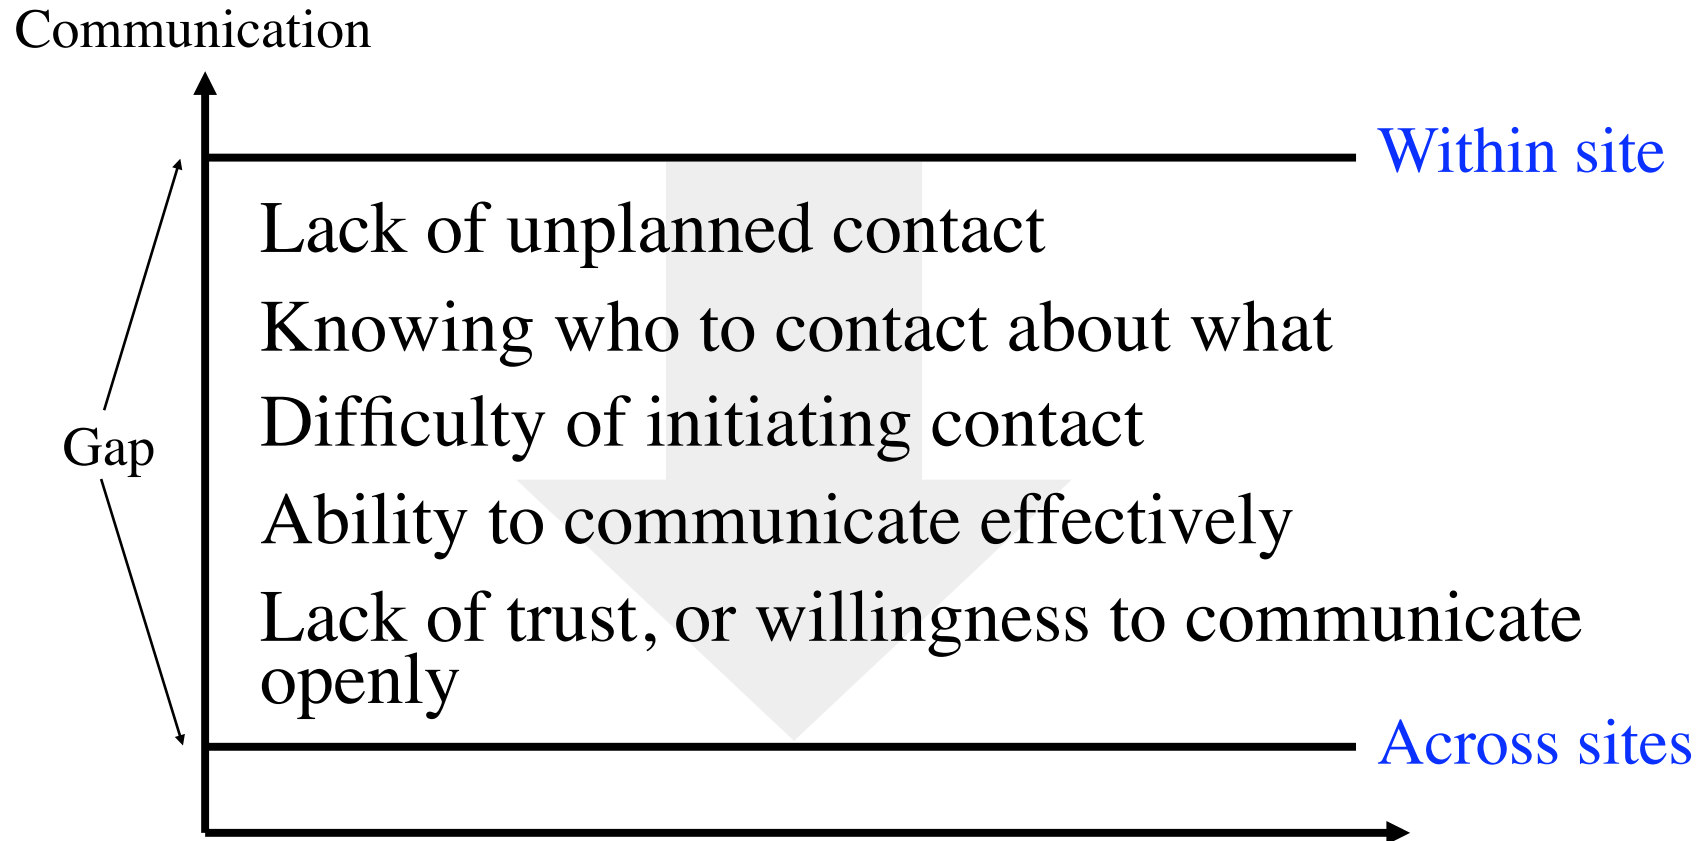 Communication
Within site
Lack of unplanned contact
Knowing who to contact about what
Difficulty of initiating contact
Gap
Ability to communicate effectively
Lack of trust, or willingness to communicate
openly
Across sites